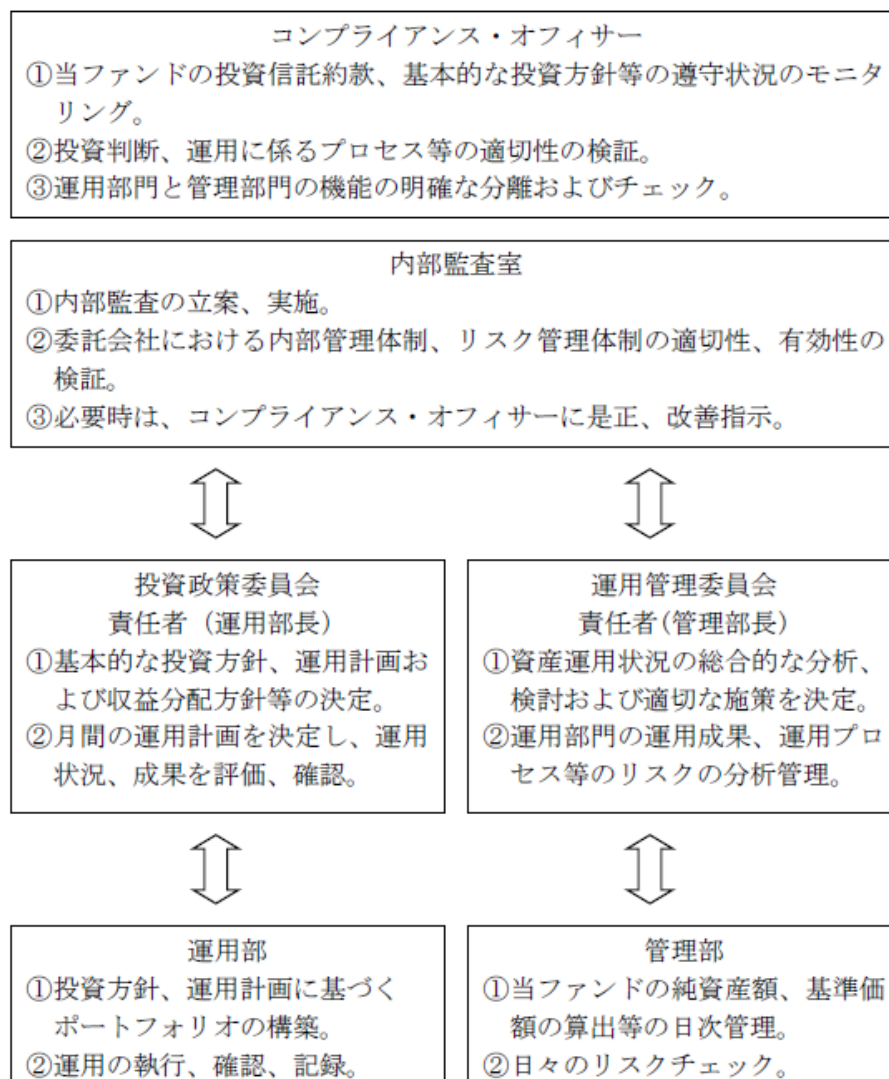 コンプライアンス・オフィサー
①当ファンドの投資信託約款、基本的な投資方針等の遵守状況のモニタ
リング。
②投資判断、運用に係るプロセス等の適切性の検証。
③運用部門と管理部門の機能の明確な分離およびチェック。
内部監査室
①内部監査の立案、実施。
②委託会社における内部管理体制、リスク管理体制の適切性、有効性の
検証。
③必要時は、コンプライアンス・オフィサーに是正、改善指示。
投資政策委員会
責任者（運用部長）
①基本的な投資方針、運用計画お
よび収益分配方針等の決定。
②月間の運用計画を決定し、運用
状況、成果を評価、確認。
運用管理委員会
責任者(管理部長)
①資産運用状況の総合的な分析、
検討および適切な施策を決定。
②運用部門の運用成果、運用プロ
セス等のリスクの分析管理。
運用部
①投資方針、運用計画に基づく
ポートフォリオの構築。
②運用の執行、確認、記録。
管理部
①当ファンドの純資産額、基準価
額の算出等の日次管理。
②日々のリスクチェック。